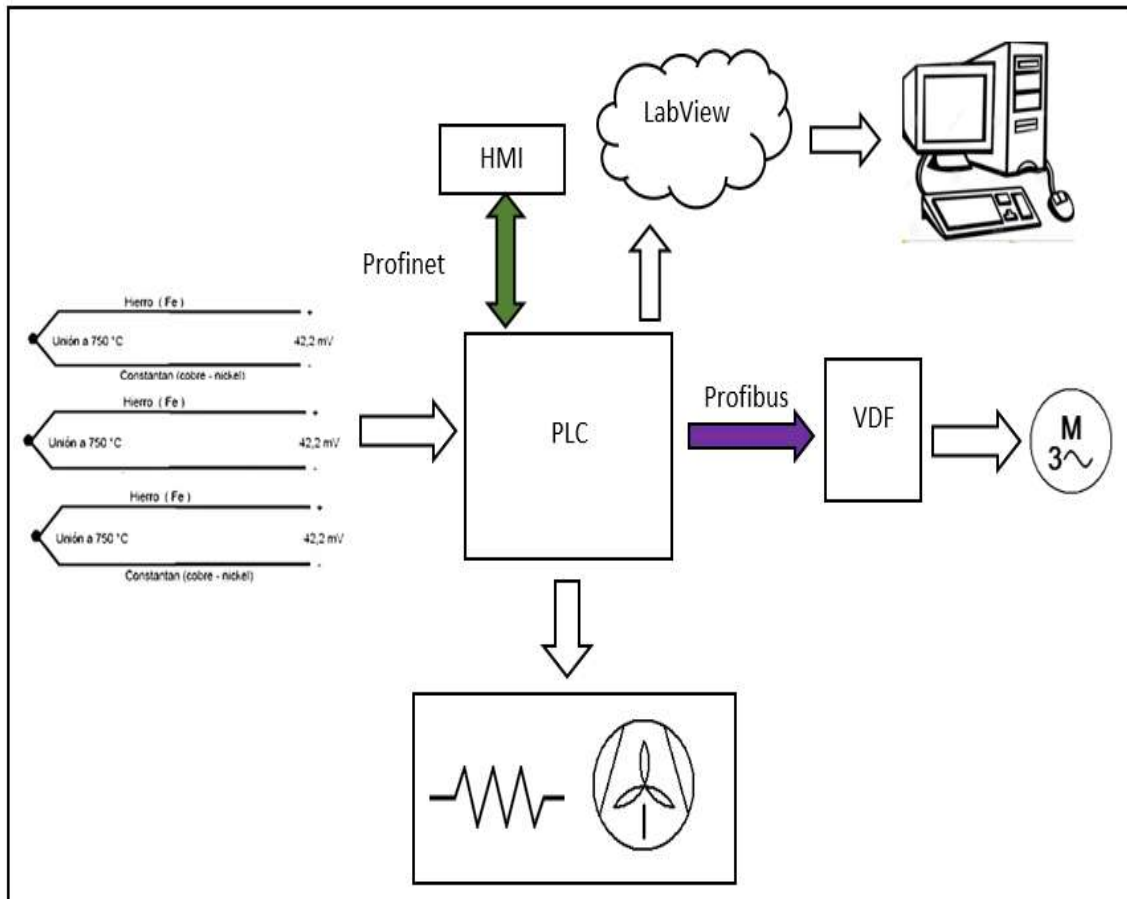 LabView
HMI
Profinet
Hierro ( Fe )
+
Unión a 750 °C
42,2 mV
-
Constantan (cobre - nickel)
Hierro ( Fe )
+
Unión a 750 °C
42,2 mV
-
Hierro ( Fe )
+
Unión a 750 °C
42,2 mV
-
Constantan (cobre - nickel)
PLC
Profibus
VDF
M
3~